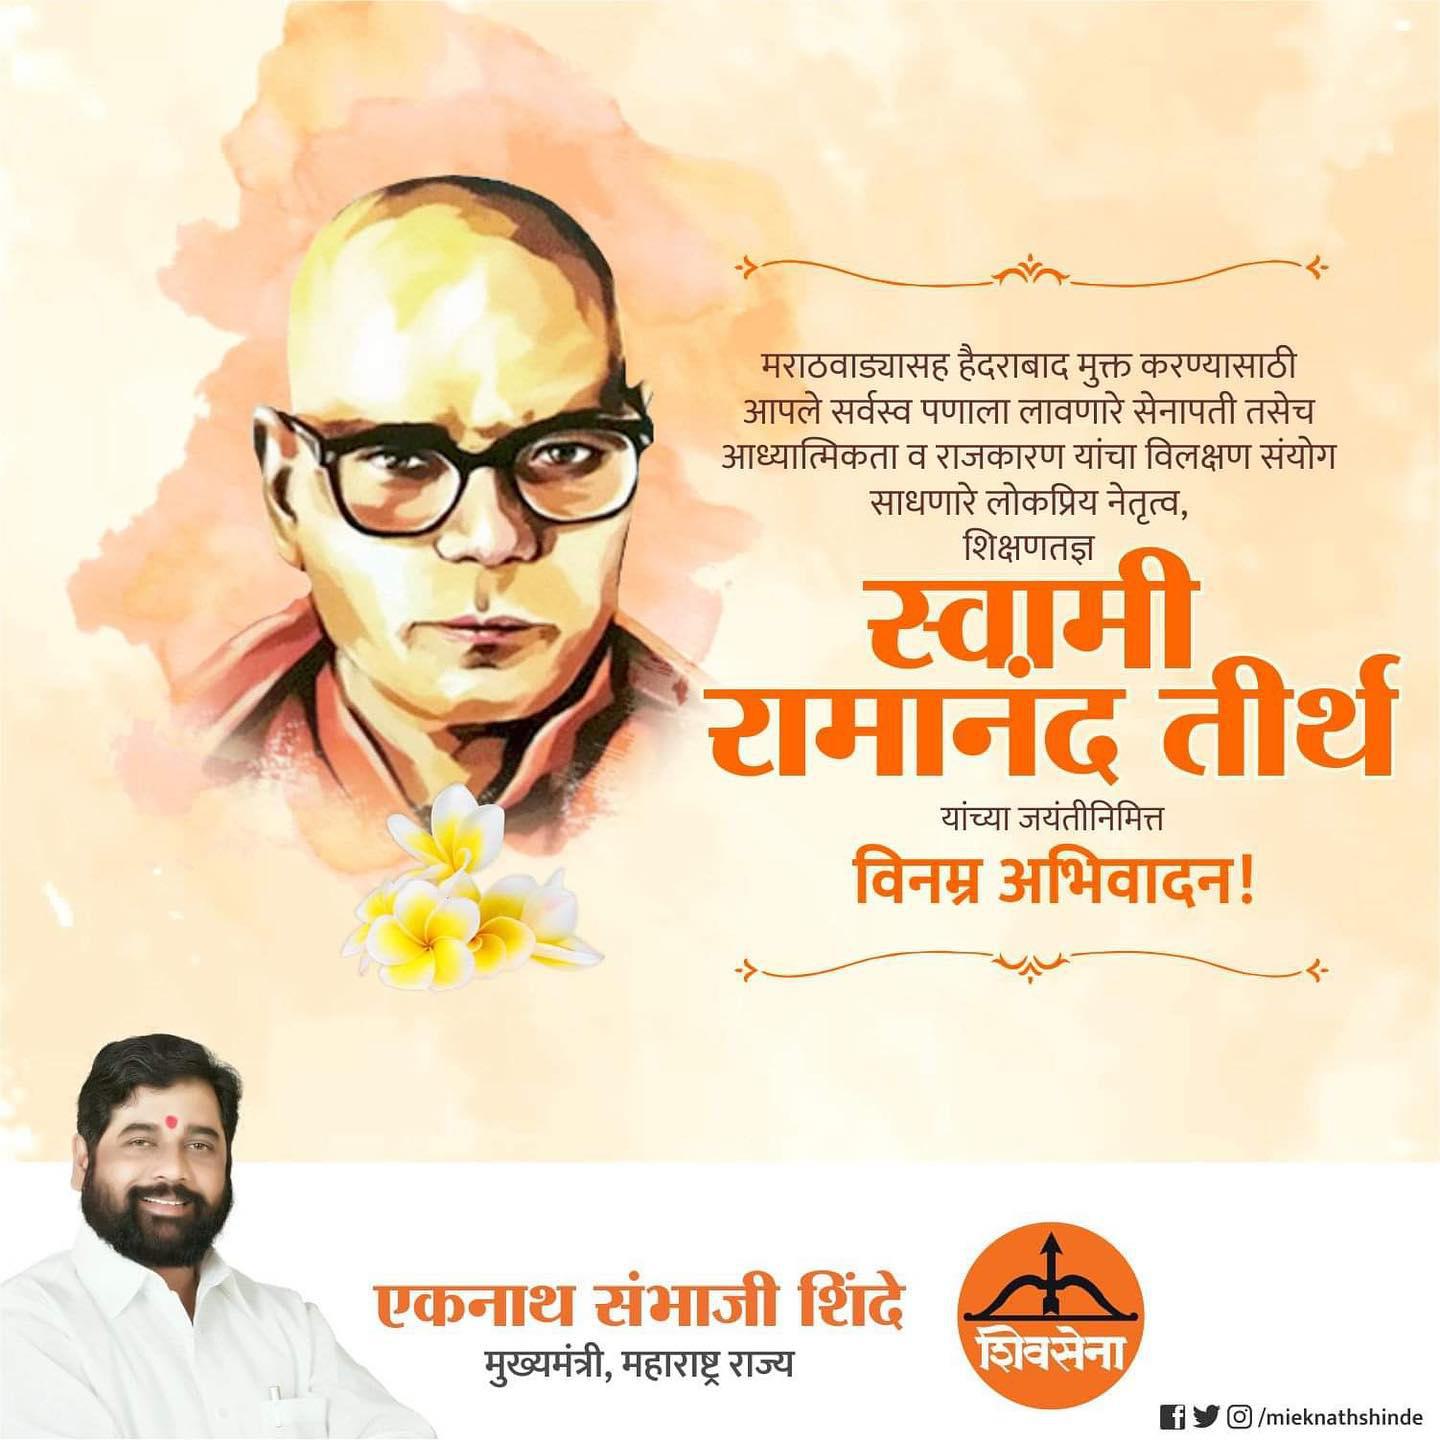 मराठवाड्यासह हैदराबाद मुक्त करण्यासाठी
आपले सर्वस्व पणाला लावणारे सेनापती तसेच
आध्यात्मिकता व राजकारण यांचा विलक्षण संयोग
साधणारे लोकप्रिय नेतृत्व,
शिक्षणतज्ञ
स्वामी
रामानंद तीर्थ
यांच्या जयंतीनिमित्त
विनम्र अभिवादन!
एकनाथ संभाजी शिंदे
मुख्यमंत्री, महाराष्ट्र राज्य
शिवसेना
/mieknathshinde